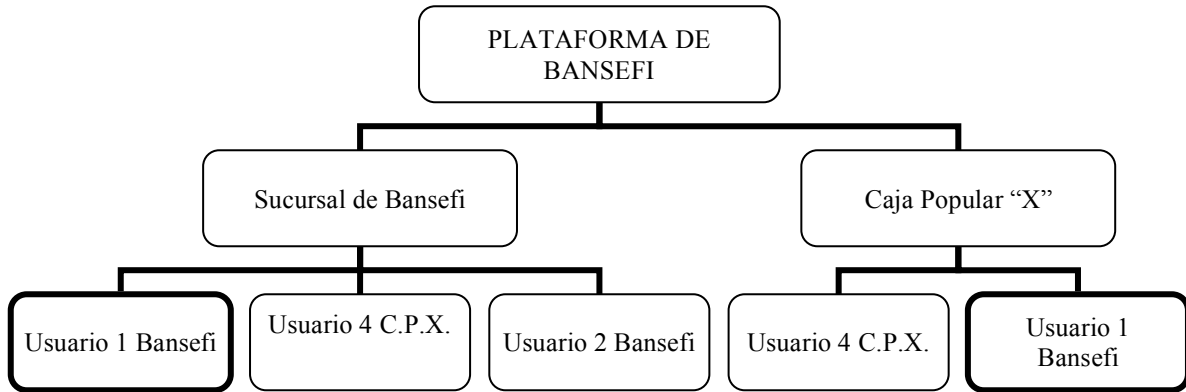 PLATAFORMA DE
BANSEFI
Sucursal de Bansefi
Caja Popular “X”
Usuario 1 Bansefi
Usuario 4 C.P.X.
Usuario 2 Bansefi
Usuario 4 C.P.X.
Usuario 1
Bansefi